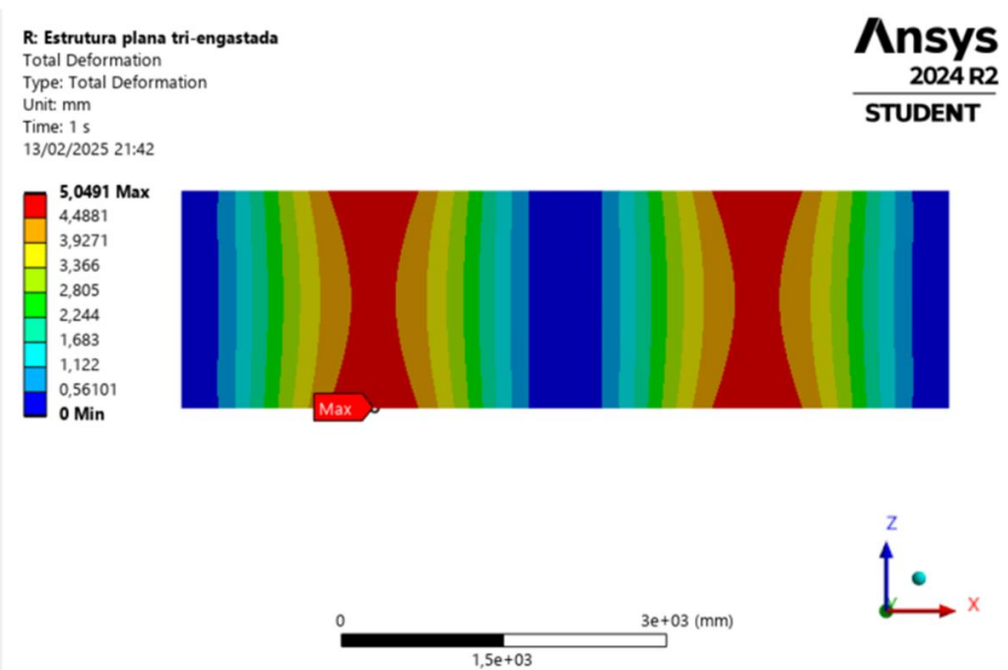 R: Estrutura plana tri-engastada
Total Deformation
Type: Total Deformation
Unit: mm
Time: 1 s
13/02/2025 21:42
Ansys
2024 R2
STUDENT
5,0491 Max
4,4881
3,9271
3,366
2,805
2,244
1,683
1,122
0,56101
0 Min
Max
Z
Y
X
0
3e+03 (mm)
1,5e+03